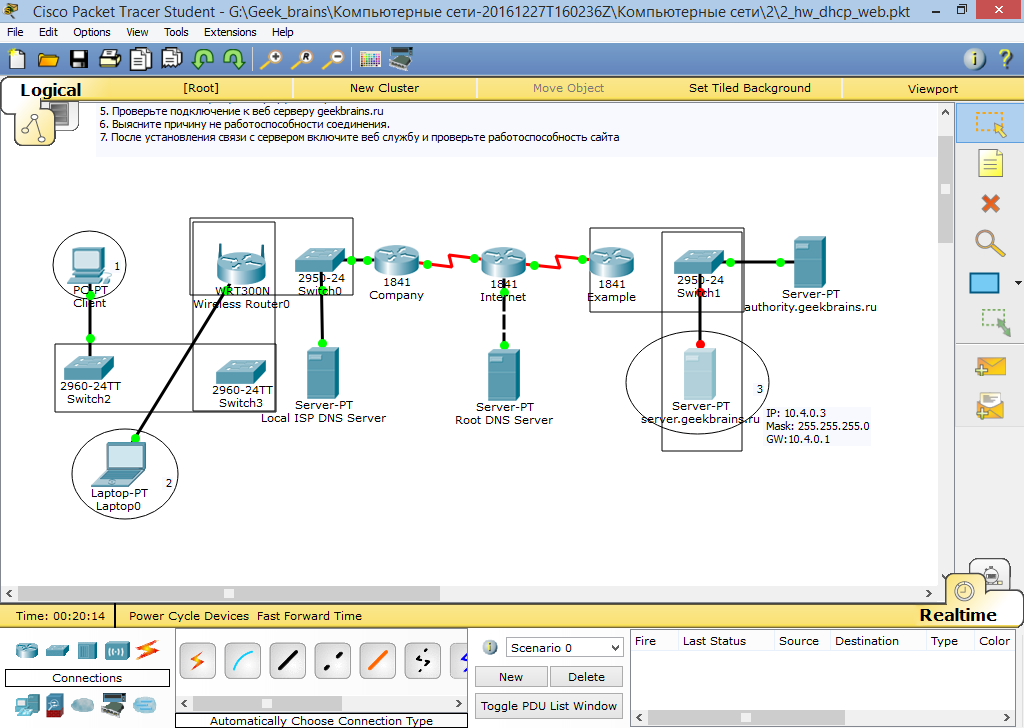 Cisco Packet Tracer Student - G:\Geek_brains\Компьютерные сети-20161227T160236Z\Компьютерные сети\2\2_hw_dhcp_web.pkt
File Edit Options View Tools Extensions Help
Logical [Root] New Cluster Move Object Set Tiled Background Viewport
5. Проверьте подключение к веб серверу geekbrains.ru
6. Выясните причину не работоспособности соединения.
7. После установления связи с сервером включите веб службу и проверьте работоспособность сайта
1
PC-PT
Client
WRT300N
Wireless Router0
2950-24
Switch0
1841
Company
1841
Internet
1841
Example
2950-24
Switch1
Server-PT
authority.geekbrains.ru
2960-24TT
Switch2
2960-24TT
Switch3
Server-PT
Local ISP DNS Server
Server-PT
Root DNS Server
3
Server-PT
server.geekbrains.ru
IP: 10.4.0.3
Mask: 255.255.255.0
GW:10.4.0.1
2
Laptop-PT
Laptop0
Time: 00:20:14 Power Cycle Devices Fast Forward Time
Realtime
Connections
Automatically Choose Connection Type
Scenario 0
New Delete
Toggle PDU List Window
Fire Last Status Source Destination Type Color